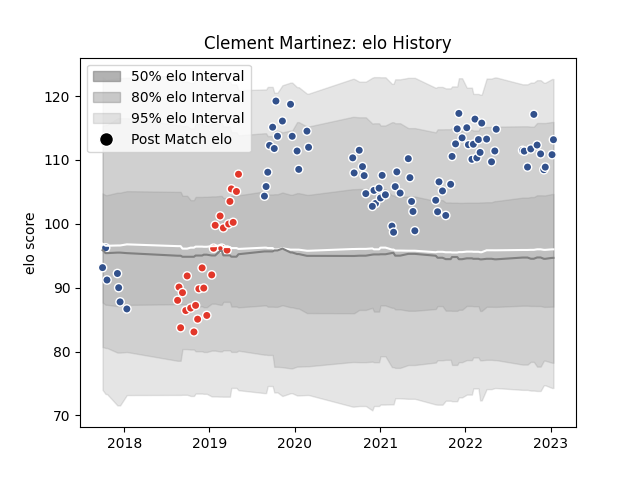 Clement Martinez: elo History
50% elo Interval
80% elo Interval
95% elo Interval
Post Match elo
elo score
120
110
100
90
80
70
2018
2019
2020
2021
2022
2023